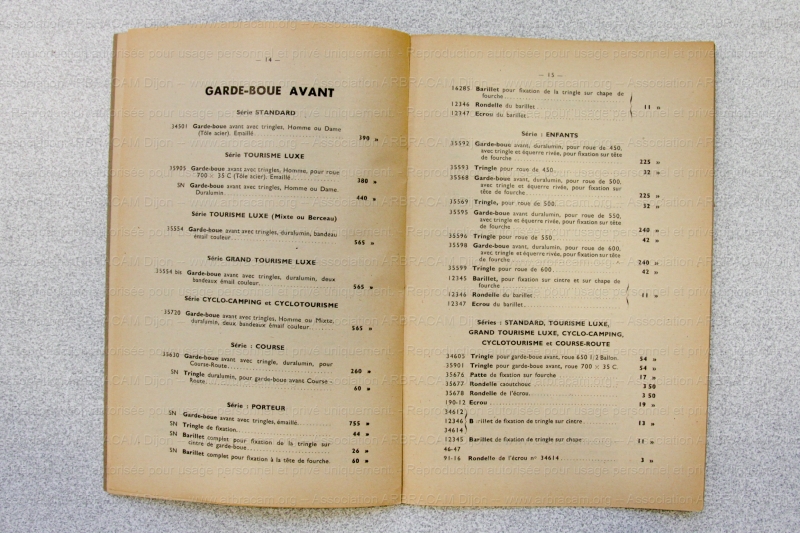 — 14 —
GARDE-BOUE AVANT
Série STANDARD
34501 Garde-boue avant avec tringles, Homme ou Dame
(Tôle acier). Emaillé 390 »
Série TOURISME LUXE
35905 Garde-boue avant avec tringles, Homme, pour roue
700 × 35 C (Tôle acier). Emaillé 380 »
SN Garde-boue avant avec tringles, Homme ou Dame.
Duralumin 440 »
Série TOURISME LUXE (Mixte ou Berceau)
35554 Garde-boue avant avec tringles, duralumin, bandeau
émail couleur 565 »
Série GRAND TOURISME LUXE
35554 bis Garde-boue avant avec tringles, duralumin, deux
bandeaux émail couleur 565 »
Série CYCLO-CAMPING et CYCLOTOURISME
35720 Garde-boue avant avec tringles, Homme ou Mixte,
duralumin, deux bandeaux émail couleur 565 »
Série : COURSE
35630 Garde-boue avant avec tringle, duralumin, pour
Course-Route 260 »
SN Tringle duralumin, pour garde-boue avant Course -
Route 60 »
Série : PORTEUR
SN Garde-boue avant avec tringles, émaillé 755 »
SN Tringle de fixation 44 »
SN Barillet complet pour fixation de la tringle sur
cintre de garde-boue 26 »
SN Barillet complet pour fixation à la tête de fourche 60 »
— 15 —
16285 Barillet pour fixation de la tringle sur chape de
fourche
12346 Rondelle du barillet 11 »
12347 Ecrou du barillet
Série : ENFANTS
35592 Garde-boue avant, duralumin, pour roue de 450,
avec tringle et équerre rivée, pour fixation sur tête
de fourche 225 »
35593 Tringle pour roue de 450 32 »
35568 Garde-boue avant duralumin, pour roue de 500,
avec tringle et équerre rivée, pour fixation sur
tête de fourche 225 »
35569 Tringle, pour roue de 500 32 »
35595 Garde-boue avant duralumin, pour roue de 550,
avec tringle et équerre rivée, pour fixation sur tête
de fourche 240 »
35596 Tringle pour roue de 550 42 »
35598 Garde-boue avant, duralumin, pour roue de 600,
avec tringle et équerre rivée, pour fixation sur tête
de fourche 240 »
35599 Tringle pour roue de 600 42 »
12345 Barillet, pour fixation sur cintre et sur chape de
fourche
12346 Rondelle du barillet 11 »
12347 Ecrou du barillet
Séries : STANDARD, TOURISME LUXE,
GRAND TOURISME LUXE, CYCLO-CAMPING,
CYCLOTOURISME et COURSE-ROUTE
34605 Tringle pour garde-boue avant, roue 650 1/2 Ballon. 54 »
35901 Tringle pour garde-boue avant, roue 700 × 35 C. 54 »
35676 Patte de fixation sur fourche 17 »
35677 Rondelle caoutchouc 3 50
35678 Rondelle de l'écrou 3 50
190-12 Ecrou 19 »
34612
12346 Barillet de fixation de tringle sur cintre 13 »
34614
12345 Barillet de fixation de tringle sur chape 11 »
46-47
91-16 Rondelle de l'écrou n° 34614 3 »